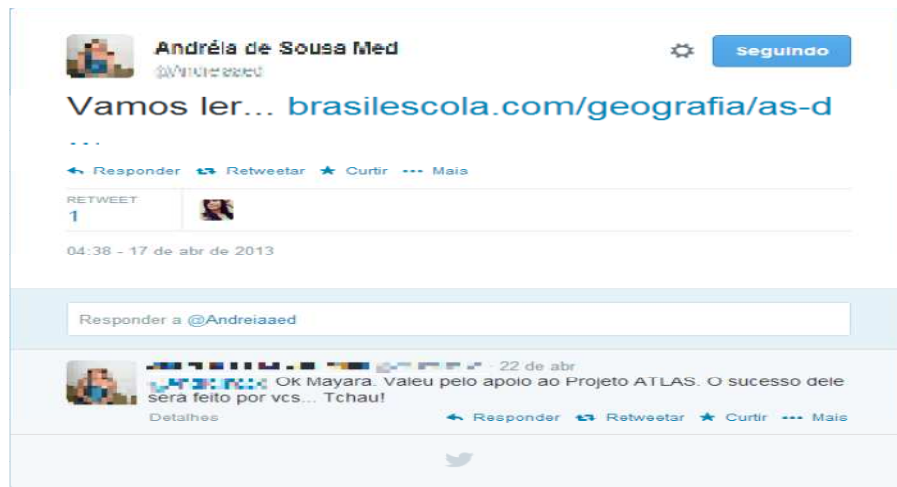 Andréia de Sousa Med
@Andreiaaed
Seguindo
Vamos ler... brasilescola.com/geografia/as-d
...
Responder Retweetar Curtir Mais
RETWEET
1
04:38 - 17 de abr de 2013
Responder a @Andreiaaed
22 de abr
Ok Mayara. Valeu pelo apoio ao Projeto ATLAS. O sucesso dele
será feito por vcs... Tchau!
Detalhes
Responder Retweetar Curtir Mais